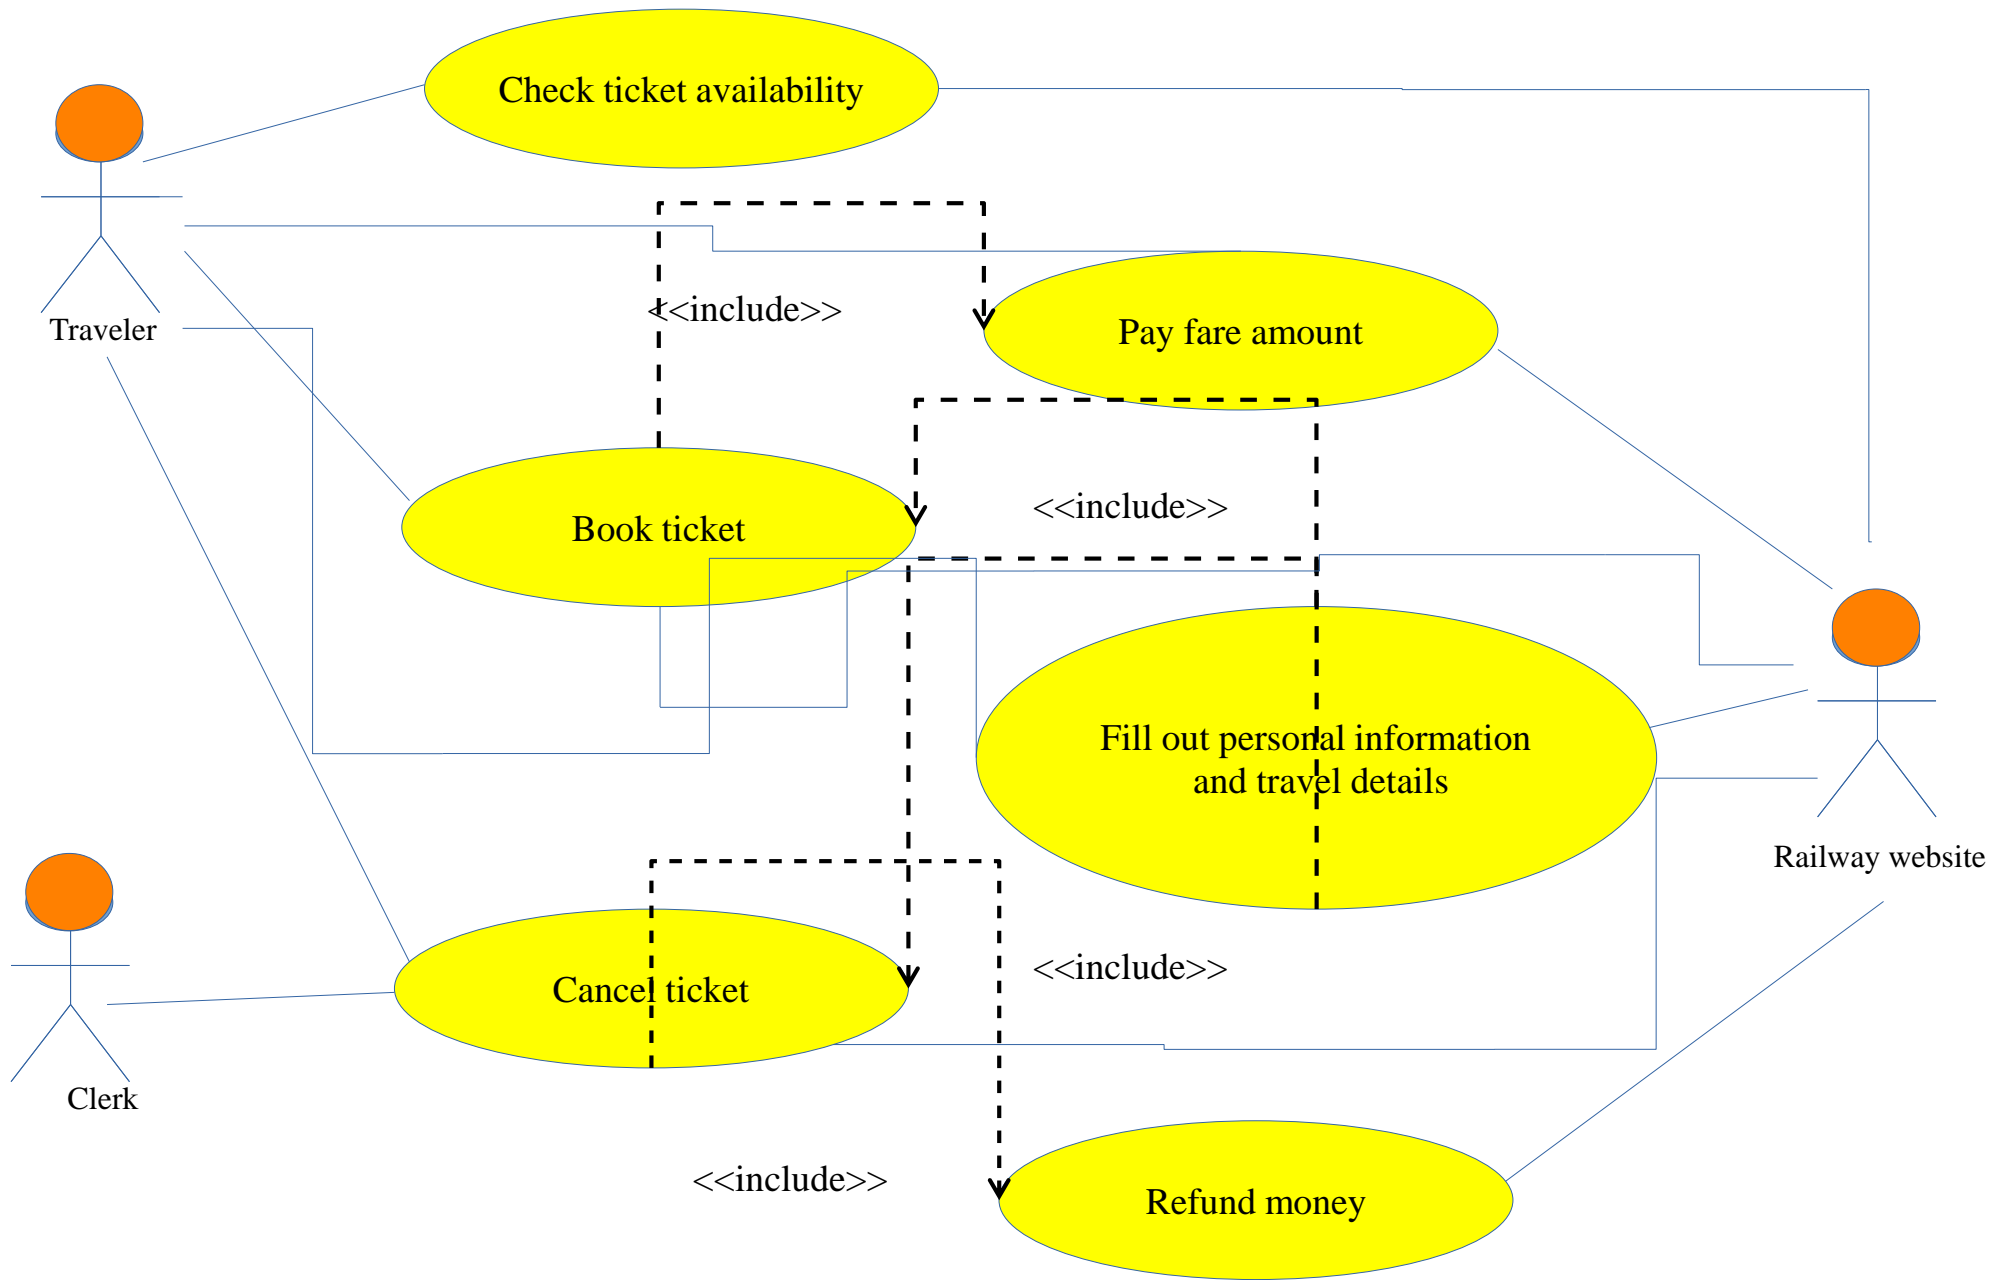 Check ticket availability
<<include>>
Traveler
Pay fare amount
<<include>>
Book ticket
Fill out personal information
and travel details
Railway website
<<include>>
Cancel ticket
Clerk
<<include>>
Refund money